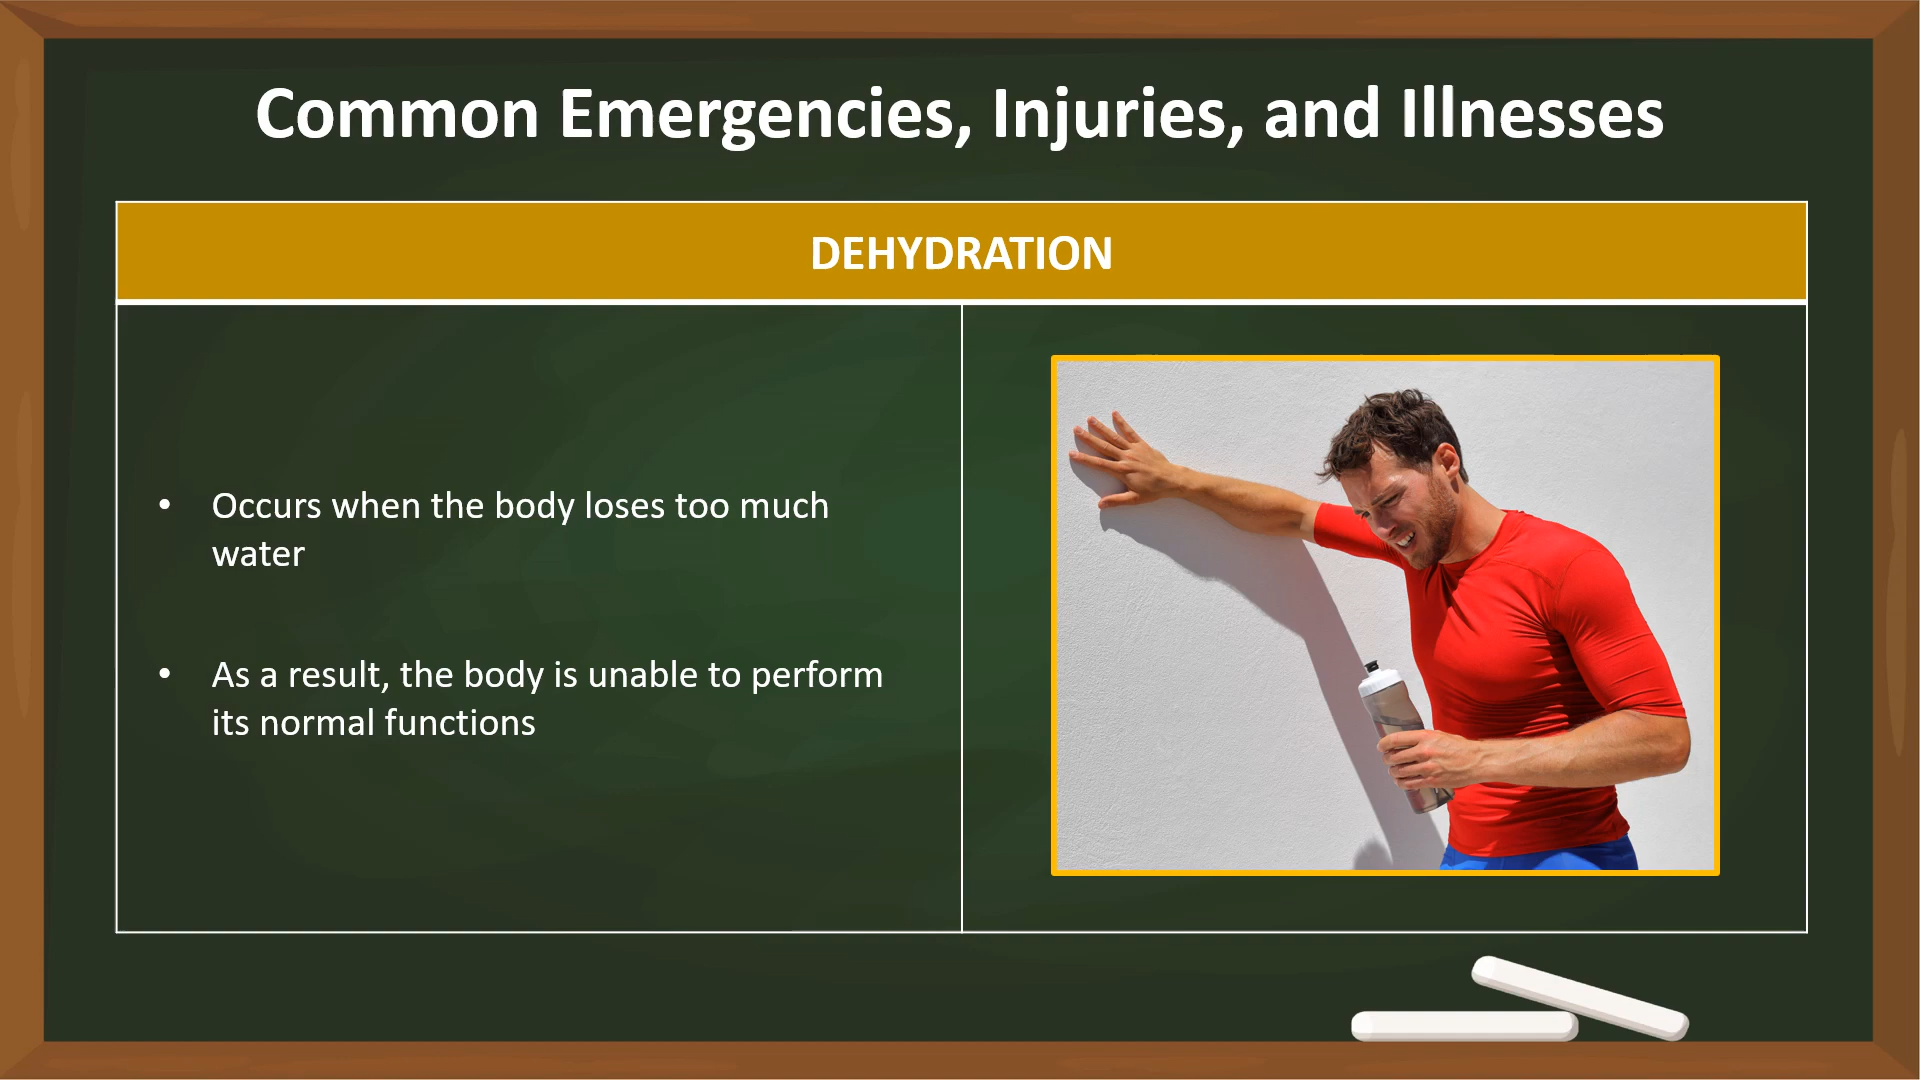 Common Emergencies, Injuries, and Illnesses
DEHYDRATION
• Occurs when the body loses too much
water
• As a result, the body is unable to perform
its normal functions